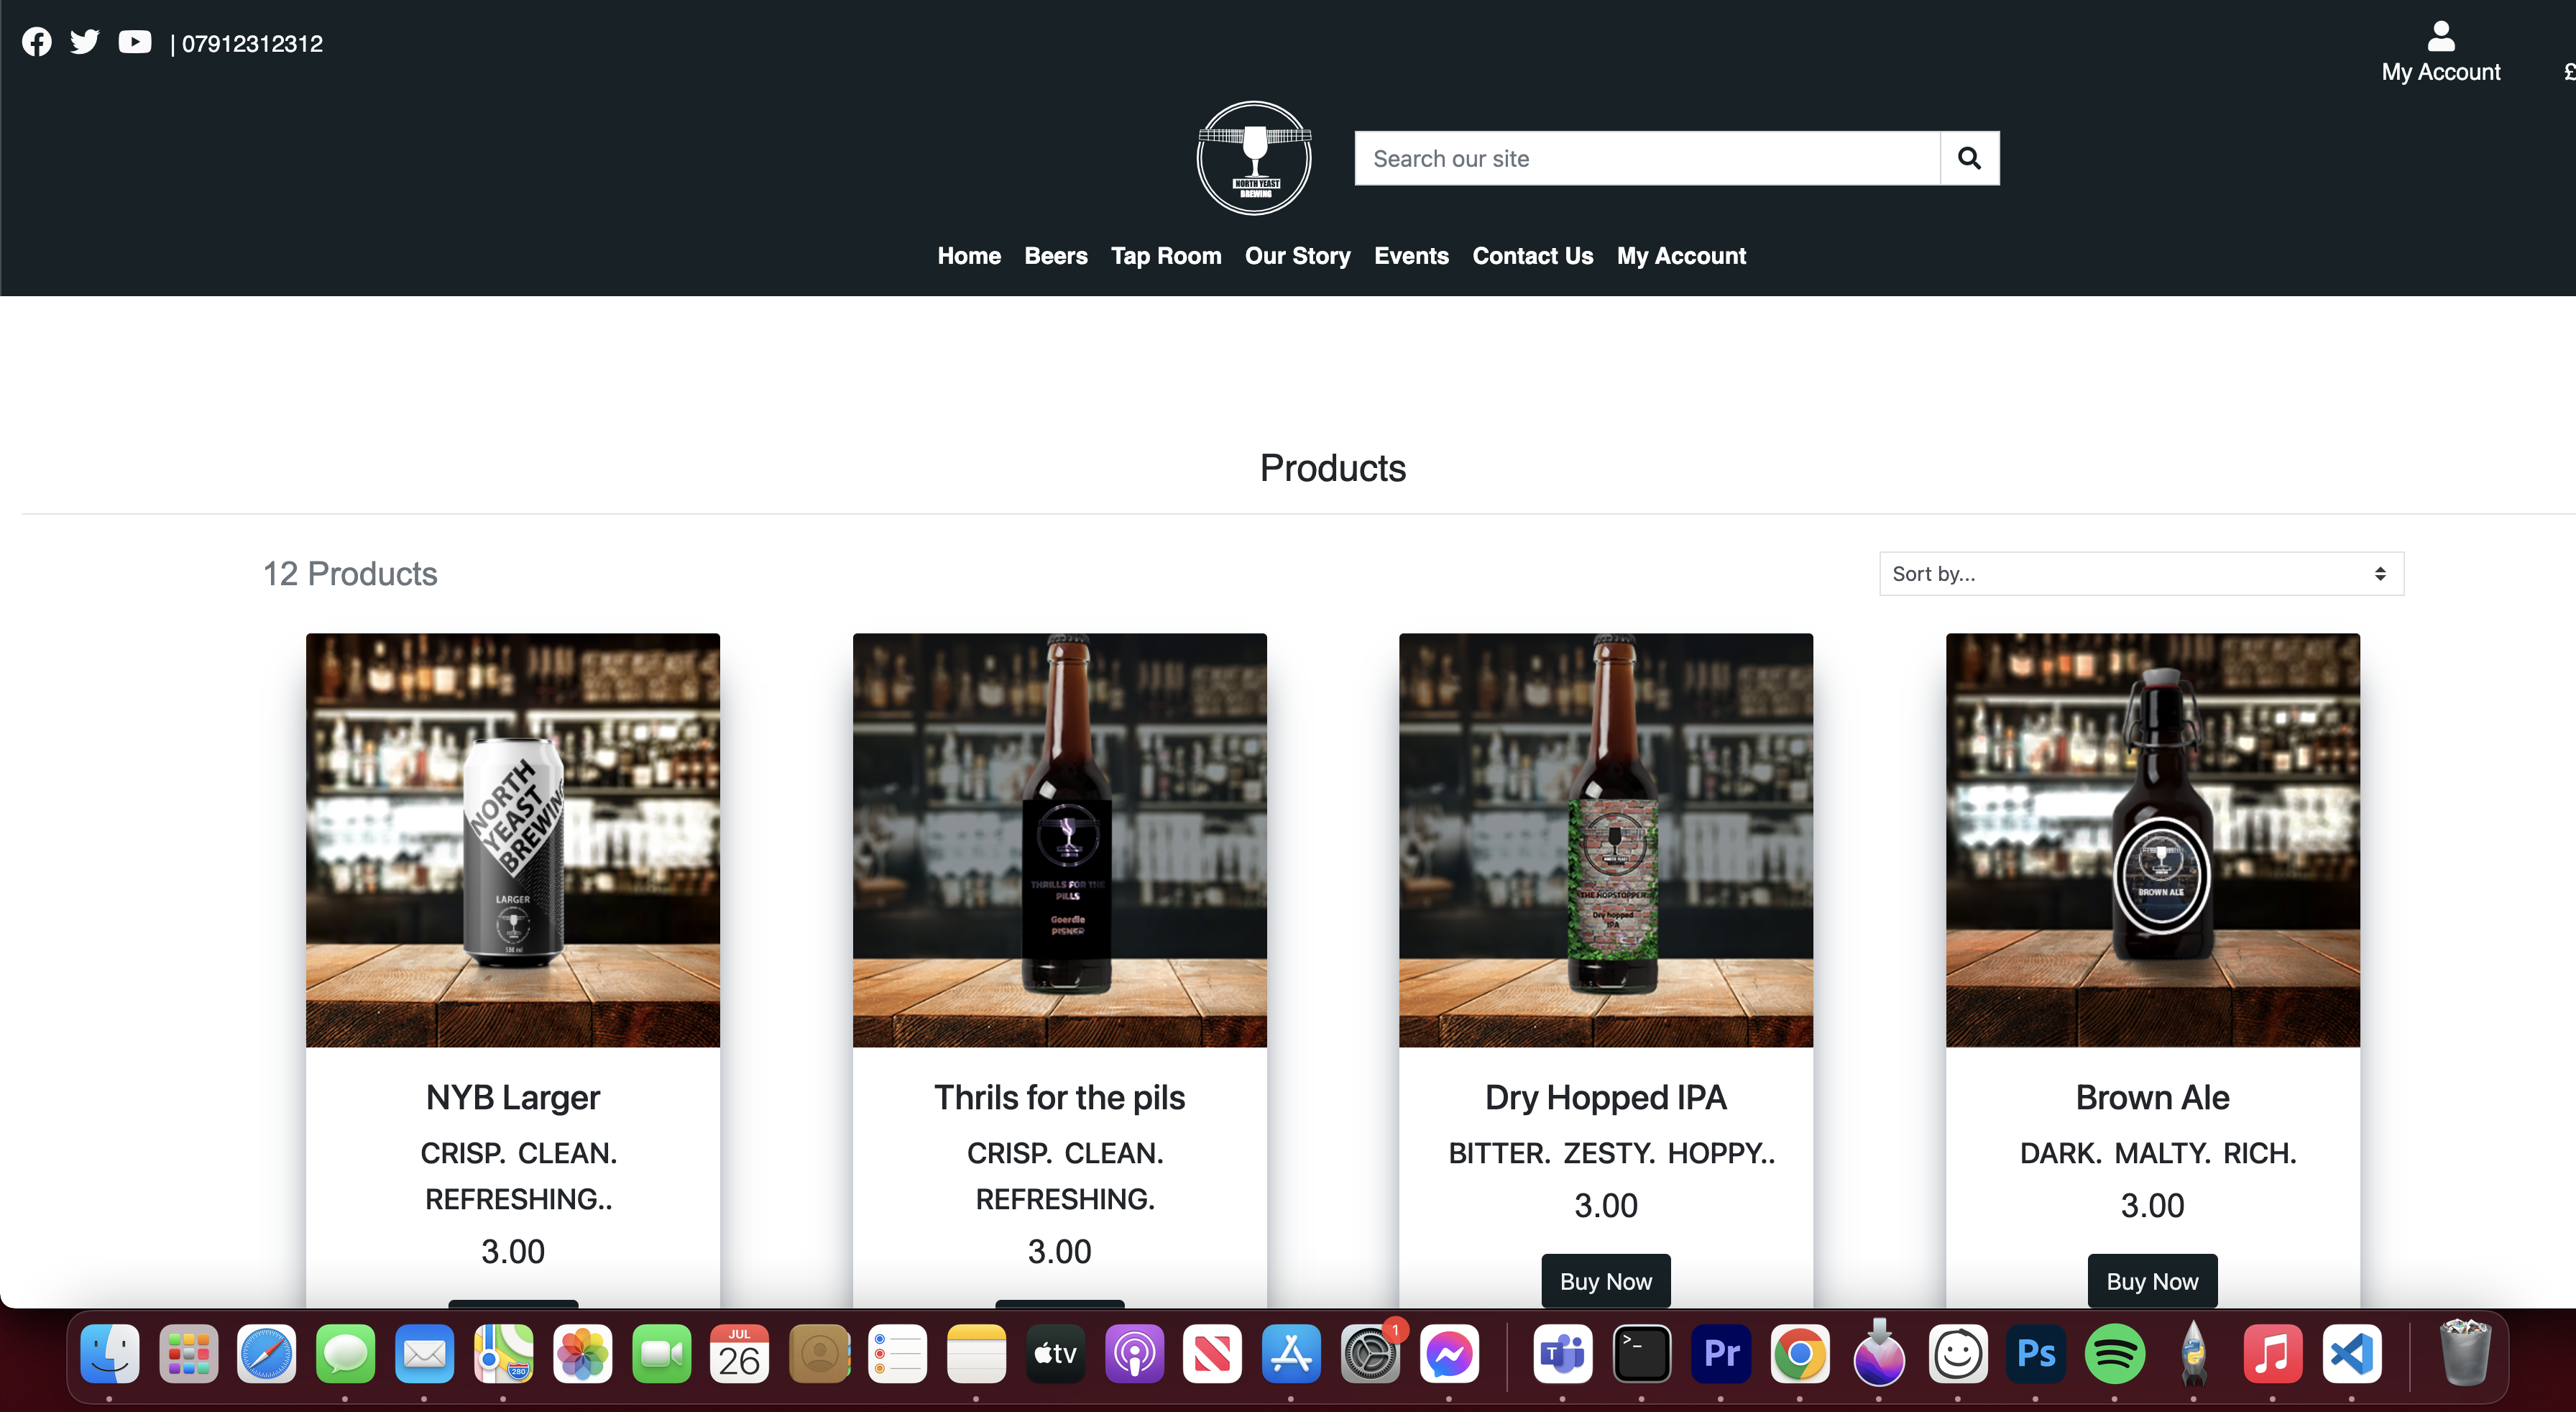 | 07912312312
My Account
£
NORTH YEAST
BREWING
Search our site
Home Beers Tap Room Our Story Events Contact Us My Account
Products
12 Products
Sort by...
NORTH
YEAST
BREWING
LARGER
THRILLS FOR THE
PILLS
Goerdie
PISNER
NORTH YEAST
THE HOPSTOPPER
Dry hopped
IPA
BROWN ALE
NYB Larger
CRISP. CLEAN.
REFRESHING..
3.00
Thrils for the pils
CRISP. CLEAN.
REFRESHING.
3.00
Dry Hopped IPA
BITTER. ZESTY. HOPPY..
3.00
Buy Now
Brown Ale
DARK. MALTY. RICH.
3.00
Buy Now
280
JUL
26
tv
1
T
>_
Pr
Ps